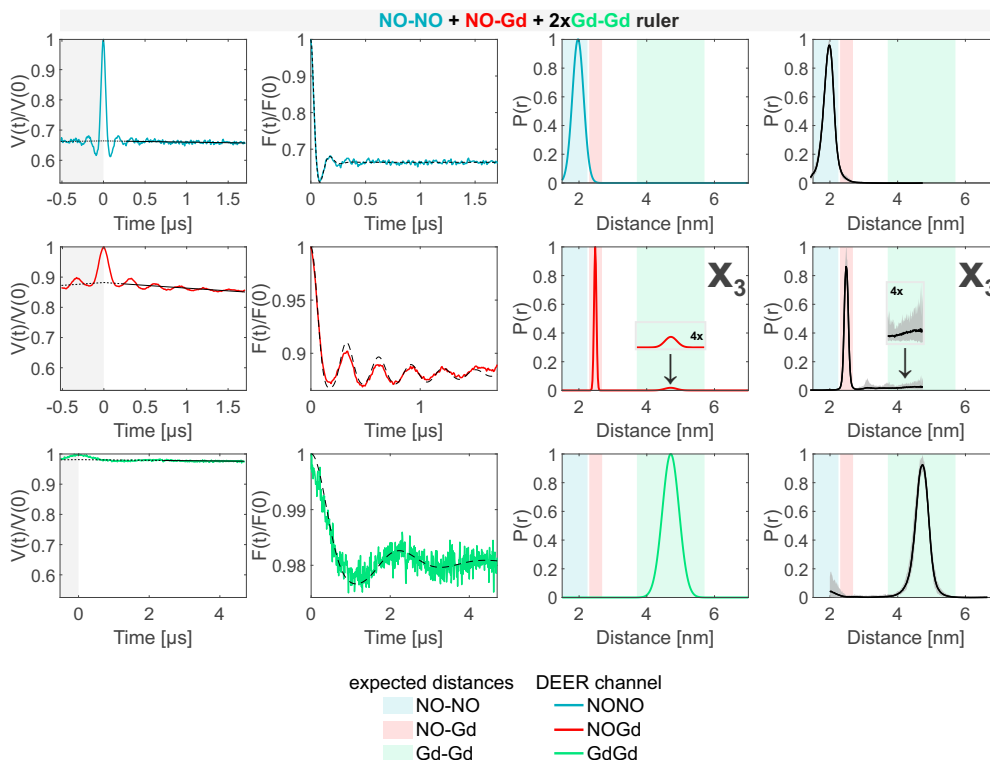 NO-NO + NO-Gd + 2xGd-Gd ruler
V(t)/V(0)
1
0.9
0.8
0.7
0.6
-0.5 0 0.5 1 1.5
Time [µs]
F(t)/F(0)
1
0.9
0.8
0.7
0 0.5 1 1.5
Time [µs]
P(r)
1
0.8
0.6
0.4
0.2
0
2 4 6
Distance [nm]
P(r)
1
0.8
0.6
0.4
0.2
0
2 4 6
Distance [nm]
V(t)/V(0)
1
0.9
0.8
0.7
0.6
-0.5 0 0.5 1 1.5
Time [µs]
F(t)/F(0)
0.95
0.9
0 1
Time [µs]
P(r)
1
0.8
0.6
0.4
0.2
0
X3
4x
2 4 6
Distance [nm]
P(r)
1
0.8
0.6
0.4
0.2
0
X3
4x
2 4 6
Distance [nm]
V(t)/V(0)
1
0.9
0.8
0.7
0.6
0 2 4
Time [µs]
F(t)/F(0)
1
0.99
0.98
0 2 4
Time [µs]
P(r)
1
0.8
0.6
0.4
0.2
0
2 4 6
Distance [nm]
P(r)
1
0.8
0.6
0.4
0.2
0
2 4 6
Distance [nm]
expected distances DEER channel
NO-NO NONO
NO-Gd NOGd
Gd-Gd GdGd